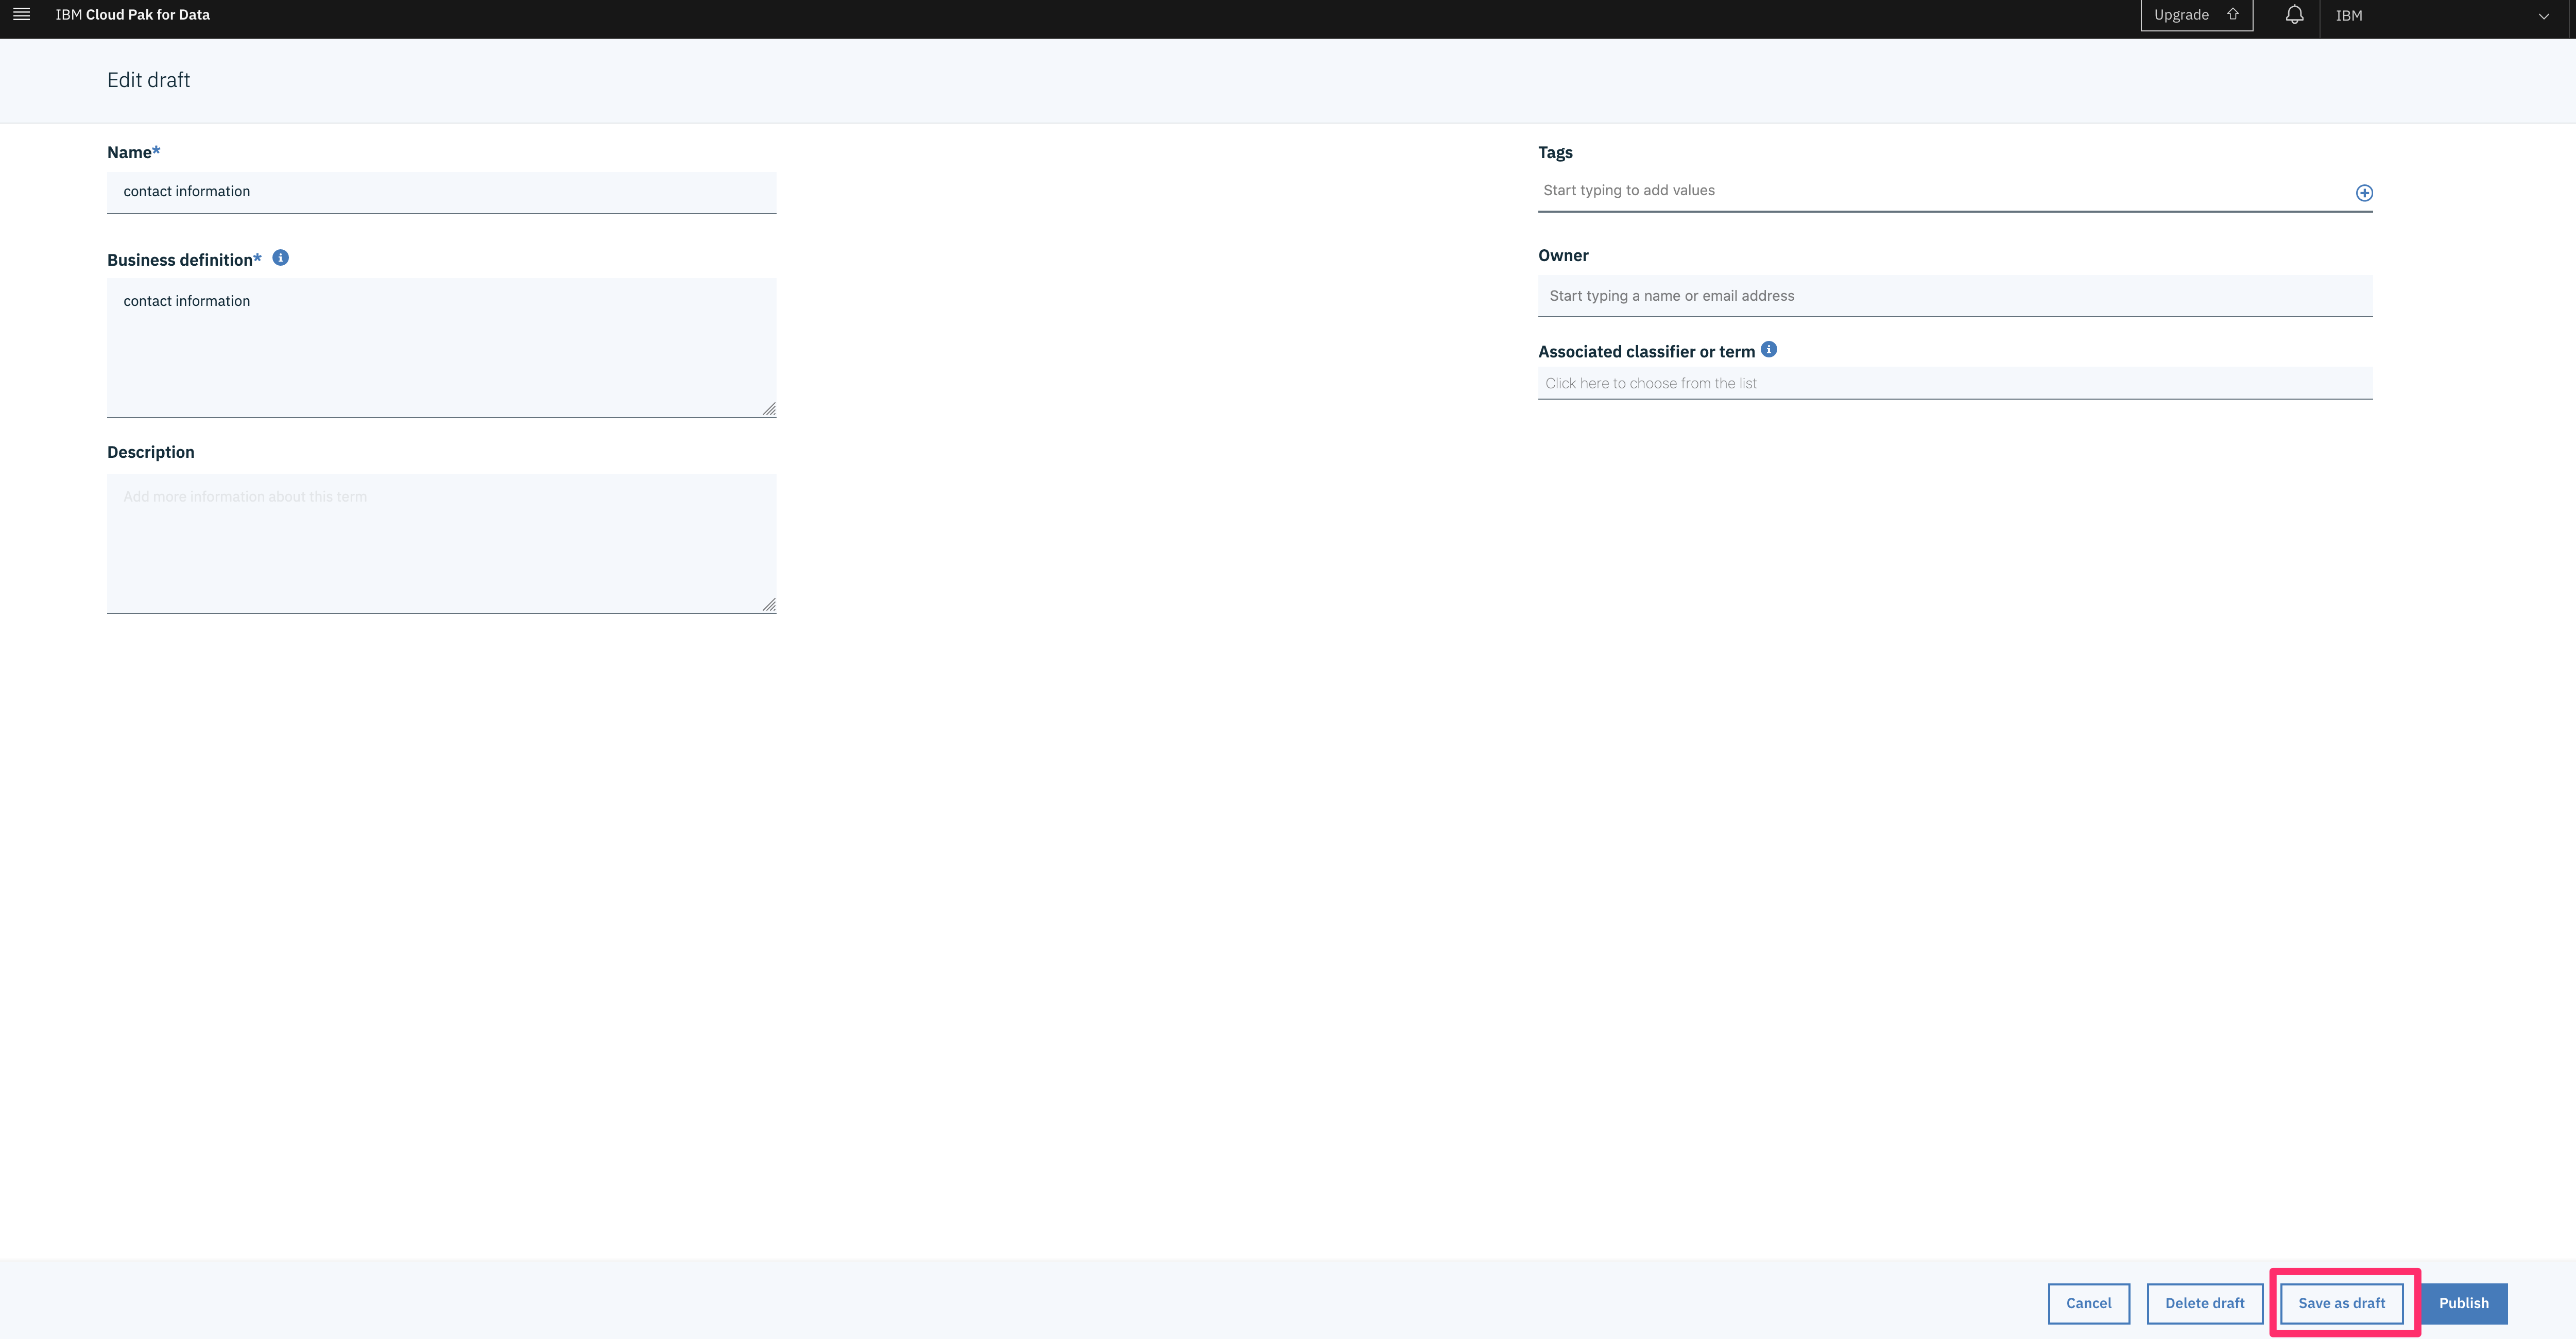 IBM Cloud Pak for Data
Upgrade
IBM
Edit draft
Name*
contact information
Business definition*
contact information
Description
Add more information about this term
Tags
Start typing to add values
Owner
Start typing a name or email address
Associated classifier or term
Click here to choose from the list
Cancel
Delete draft
Save as draft
Publish